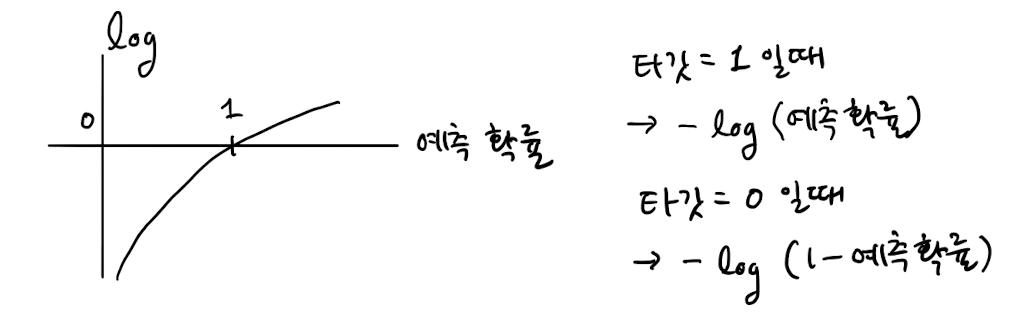 log
0
1
예측 확률
타깃 = 1 일때
→ - log (예측확률)
타깃 = 0 일때
→ - log (1 - 예측확률)